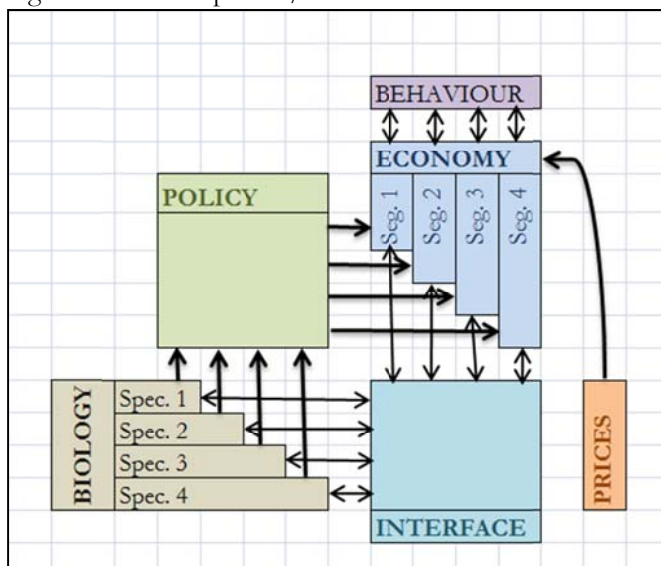 BEHAVIOUR
ECONOMY
Seg. 1
Seg. 2
Seg. 3
Seg. 4
POLICY
BIOLOGY
Spec. 1
Spec. 2
Spec. 3
Spec. 4
INTERFACE
PRICES